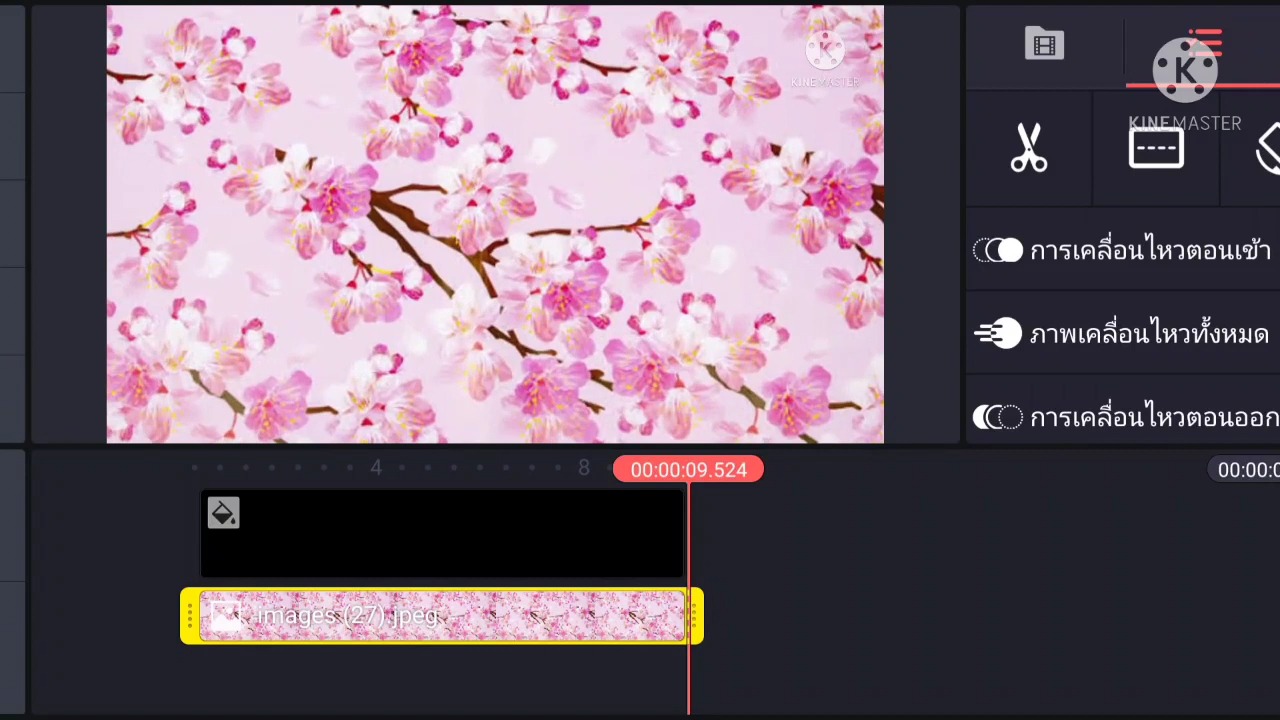 KINEMASTER
KINEMASTER
การเคลื่อนไหวตอนเข้า
ภาพเคลื่อนไหวทั้งหมด
การเคลื่อนไหวตอนออก
4
8
00:00:09.524
00:00:0
images (27).jpeg